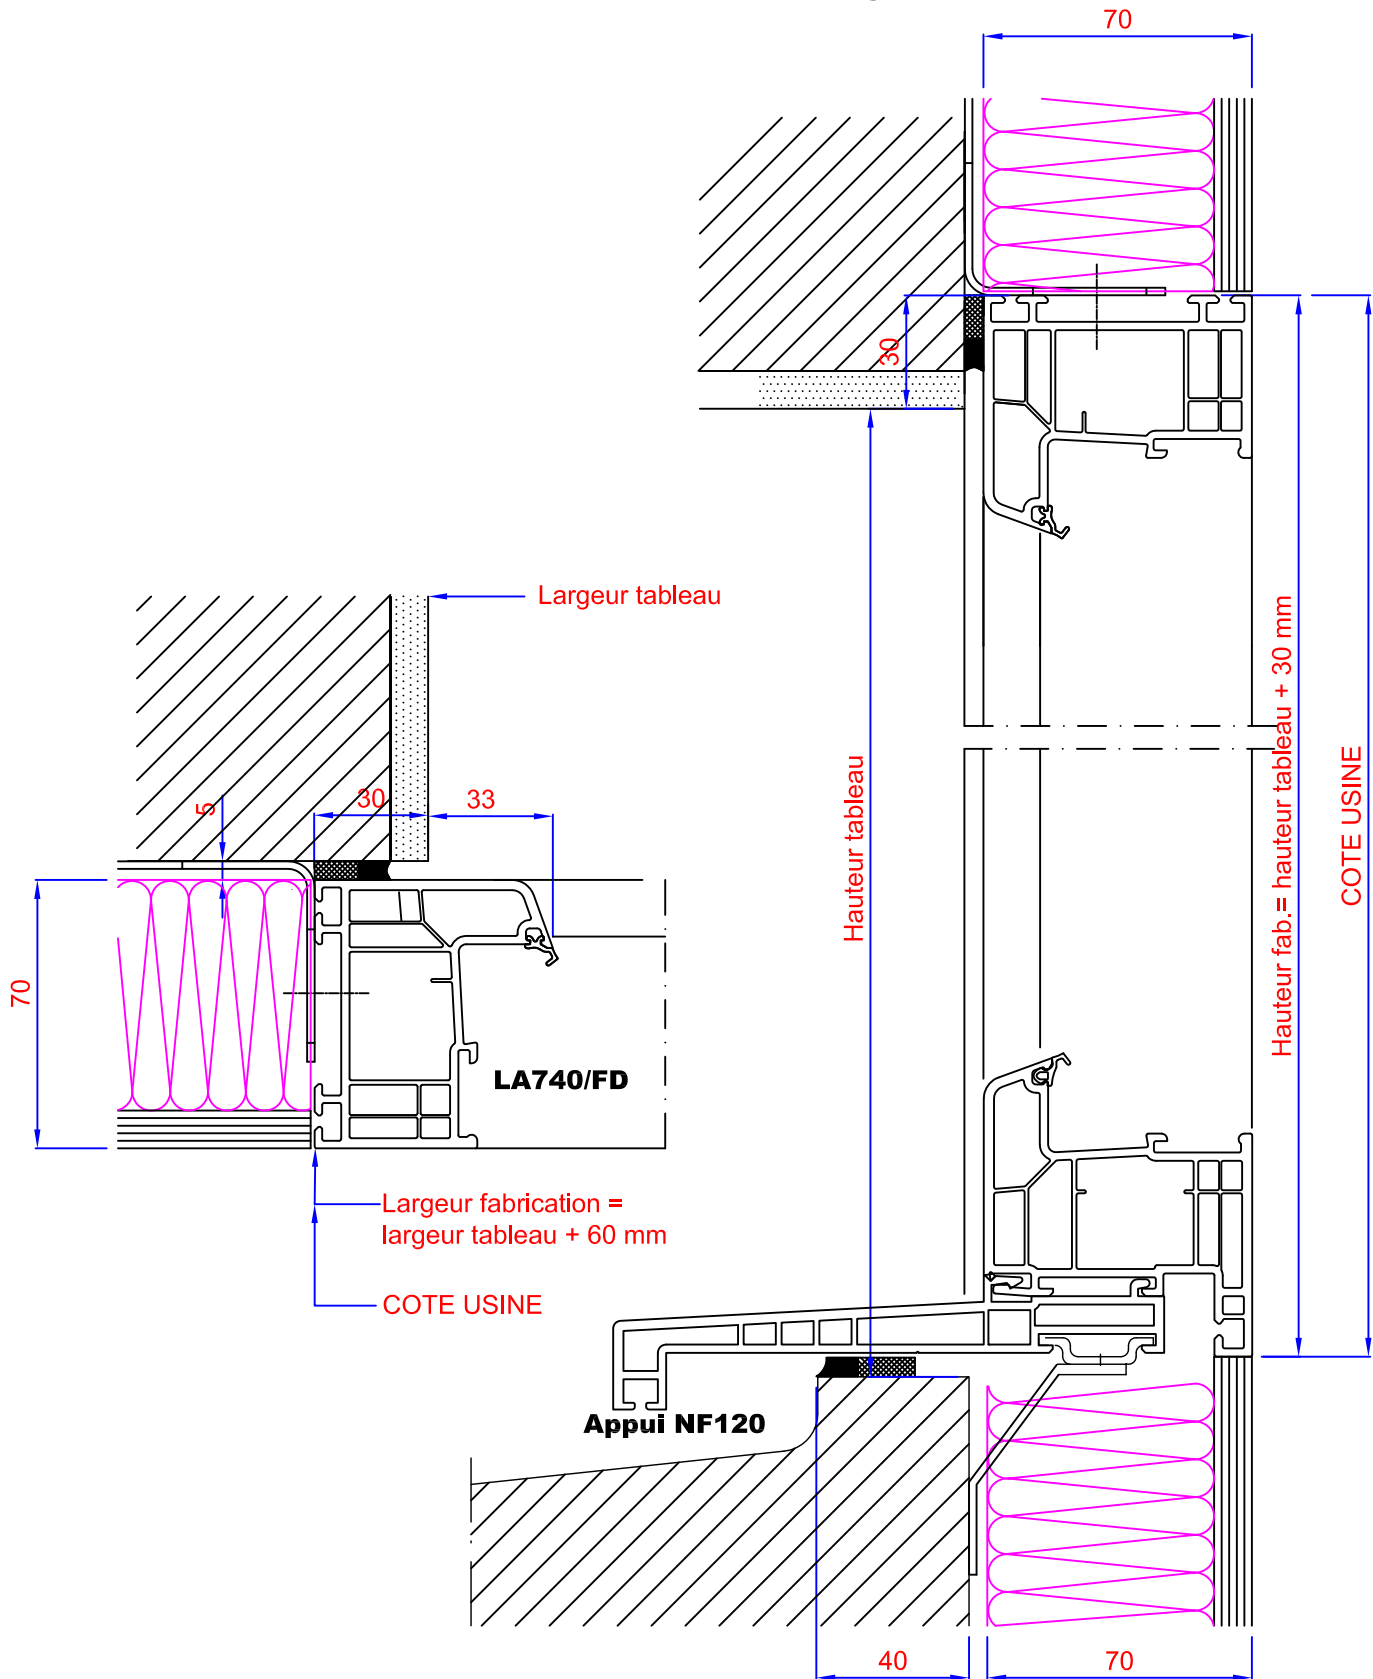 70
30
Largeur tableau
Hauteur tableau
Hauteur fab.= hauteur tableau + 30 mm
COTE USINE
5
30
33
70
LA740/FD
Largeur fabrication =
largeur tableau + 60 mm
COTE USINE
Appui NF120
40
70